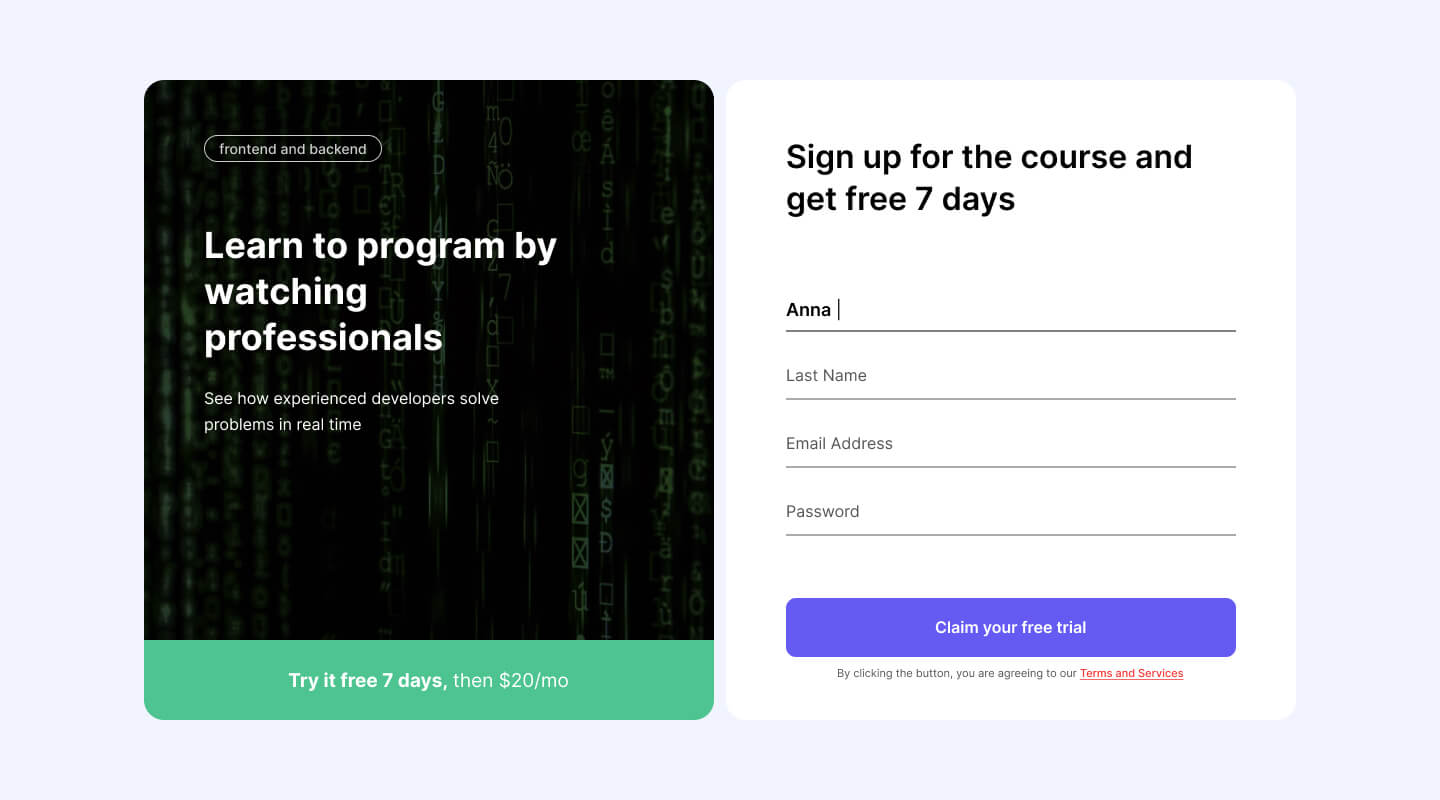 frontend and backend
Learn to program by
watching
professionals
See how experienced developers solve
problems in real time
Try it free 7 days, then $20/mo
Sign up for the course and
get free 7 days
Anna
Last Name
Email Address
Password
Claim your free trial
By clicking the button, you are agreeing to our Terms and Services